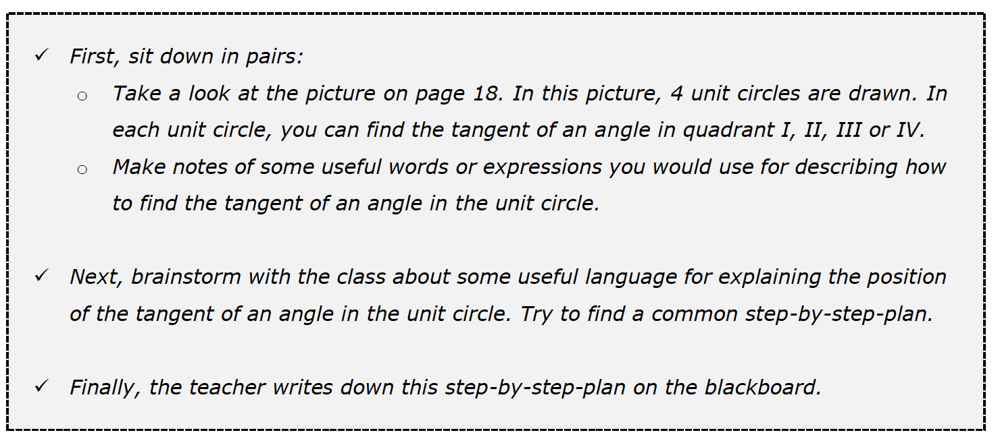 ✓ First, sit down in pairs:
○ Take a look at the picture on page 18. In this picture, 4 unit circles are drawn. In
each unit circle, you can find the tangent of an angle in quadrant I, II, III or IV.
○ Make notes of some useful words or expressions you would use for describing how
to find the tangent of an angle in the unit circle.
✓ Next, brainstorm with the class about some useful language for explaining the position
of the tangent of an angle in the unit circle. Try to find a common step-by-step-plan.
✓ Finally, the teacher writes down this step-by-step-plan on the blackboard.